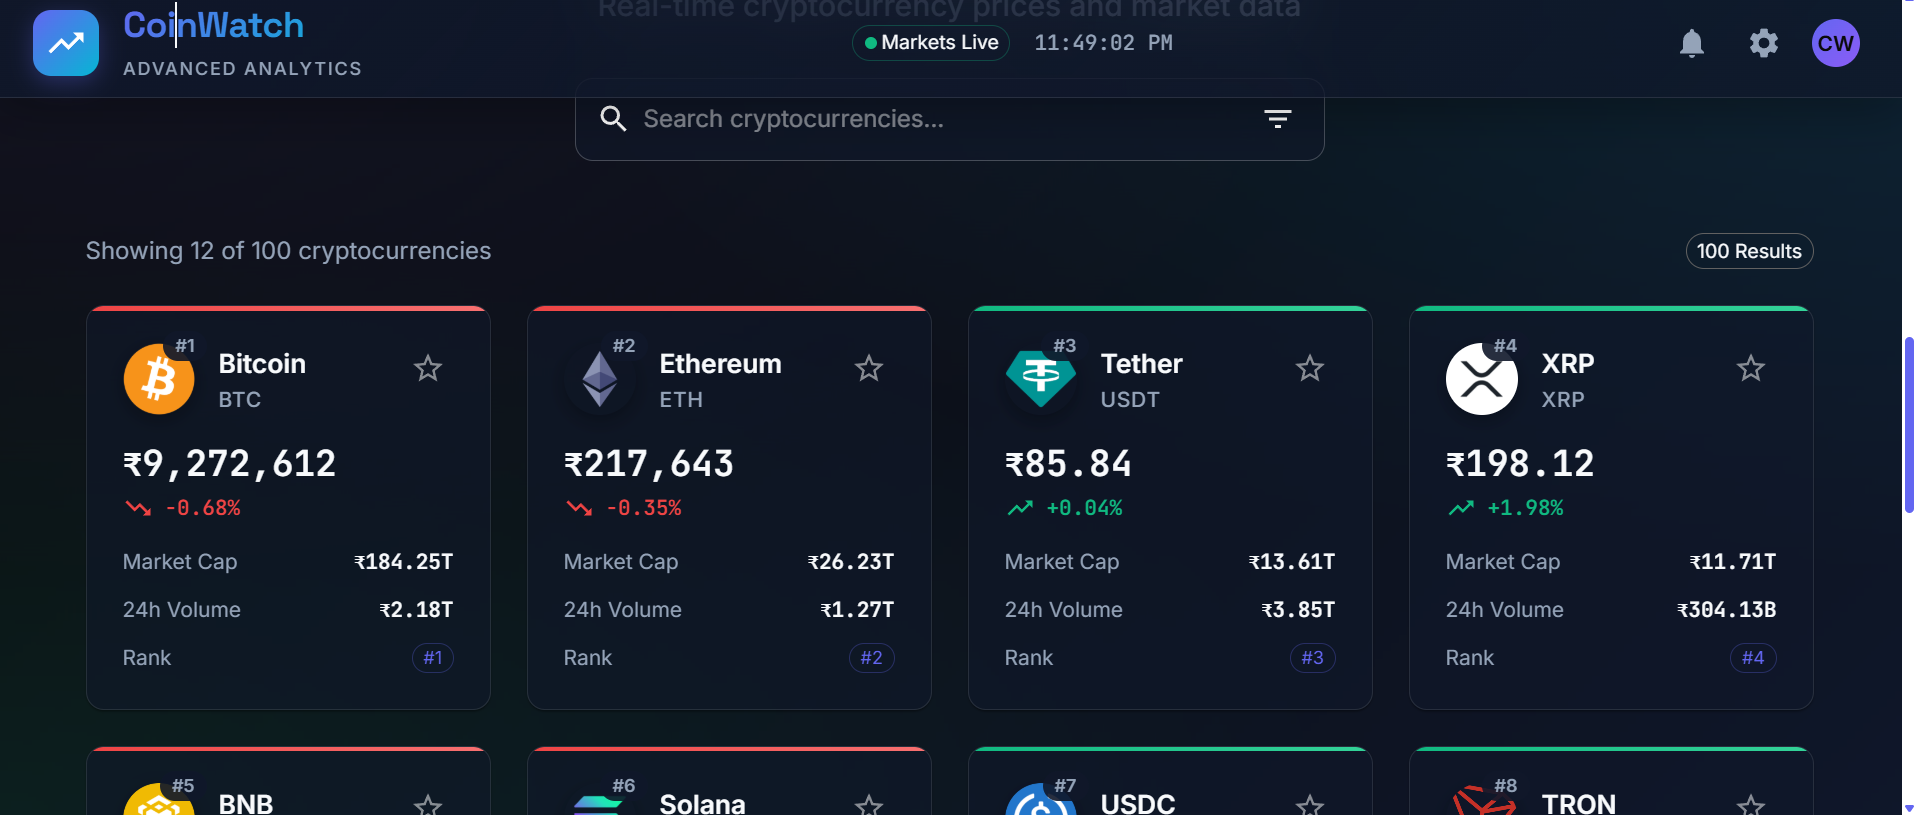 Real-time cryptocurrency prices and market data
CoinWatch
ADVANCED ANALYTICS
Markets Live
11:49:02 PM
CW
Search cryptocurrencies...
Showing 12 of 100 cryptocurrencies
100 Results
#1
Bitcoin
BTC
₹9,272,612
-0.68%
Market Cap ₹184.25T
24h Volume ₹2.18T
Rank #1
#2
Ethereum
ETH
₹217,643
-0.35%
Market Cap ₹26.23T
24h Volume ₹1.27T
Rank #2
#3
Tether
USDT
₹85.84
+0.04%
Market Cap ₹13.61T
24h Volume ₹3.85T
Rank #3
#4
XRP
XRP
₹198.12
+1.98%
Market Cap ₹11.71T
24h Volume ₹304.13B
Rank #4
#5
BNB
#6
Solana
#7
USDC
#8
TRON